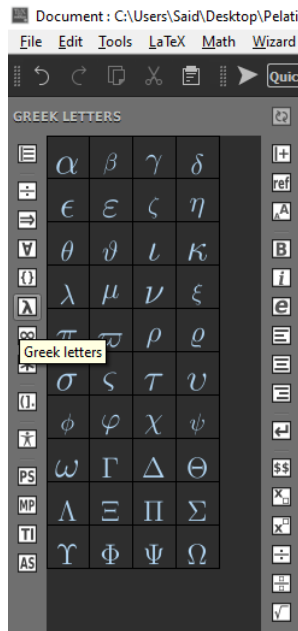 Document : C:\Users\Said\Desktop\Pelati
File Edit Tools LaTeX Math Wizard
Quic
GREEK LETTERS
α β γ δ
ϵ ε ζ η
θ ϑ ι κ
λ μ ν ξ
π ϖ ρ ϱ
Greek letters
σ ς τ υ
ϕ φ χ ψ
ω Γ Δ Θ
Λ Ξ Π Σ
Υ Φ Ψ Ω
ref
A
B
i
e
λ
PS
MP
TI
AS
$$